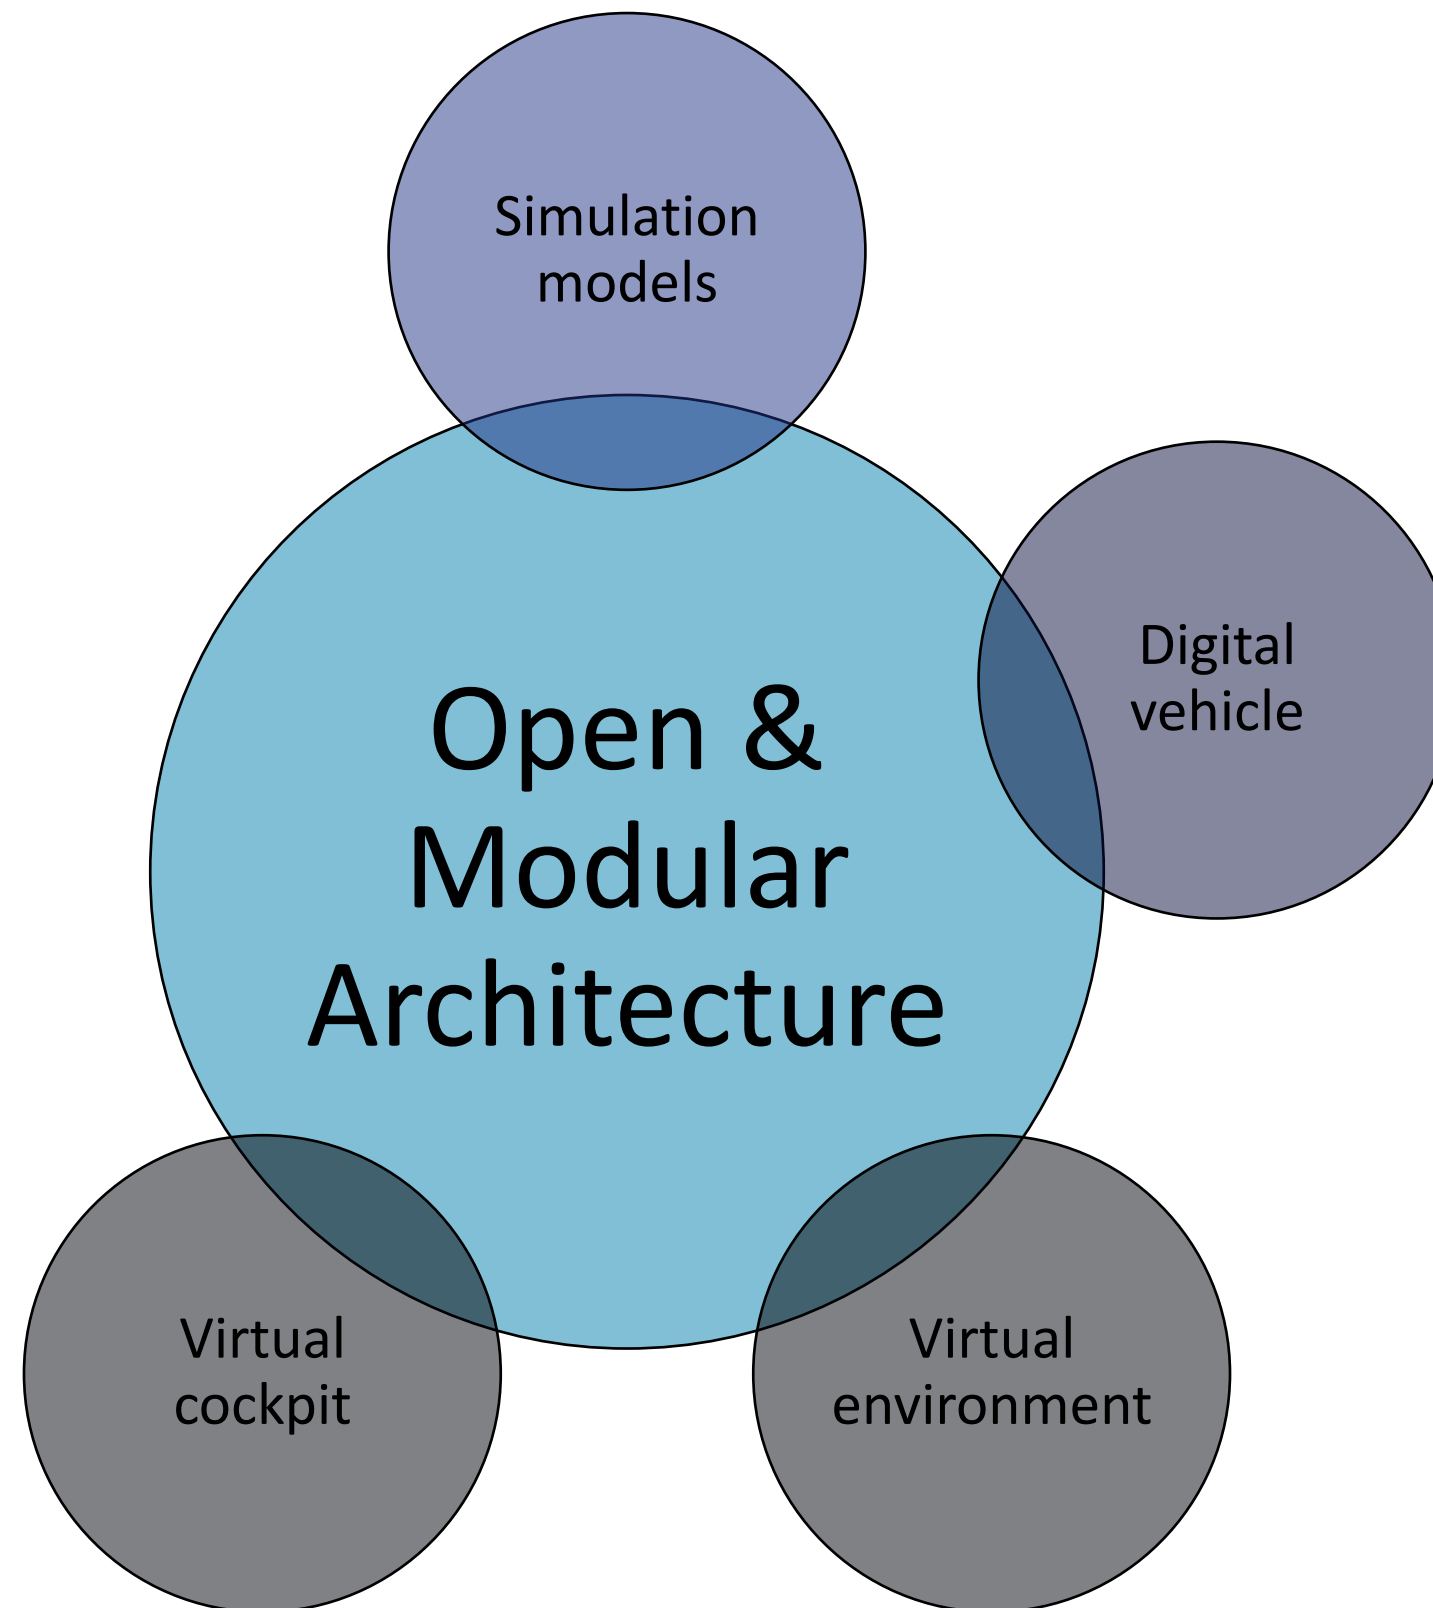 Simulation
models
Digital
vehicle
Open &
Modular
Architecture
Virtual
cockpit
Virtual
environment